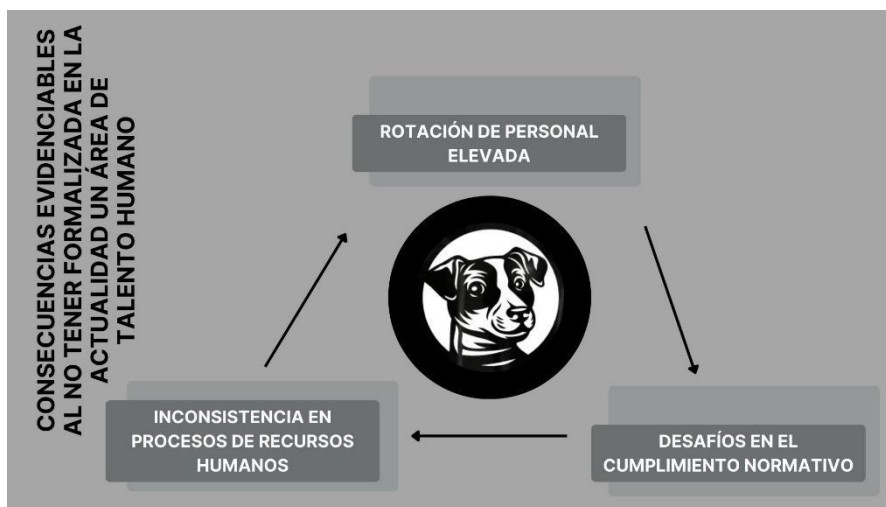 CONSECUENCIAS EVIDENCIABLES
AL NO TENER FORMALIZADA EN LA
ACTUALIDAD UN ÁREA DE
TALENTO HUMANO
ROTACIÓN DE PERSONAL
ELEVADA
INCONSISTENCIA EN
PROCESOS DE RECURSOS
HUMANOS
DESAFÍOS EN EL
CUMPLIMIENTO NORMATIVO